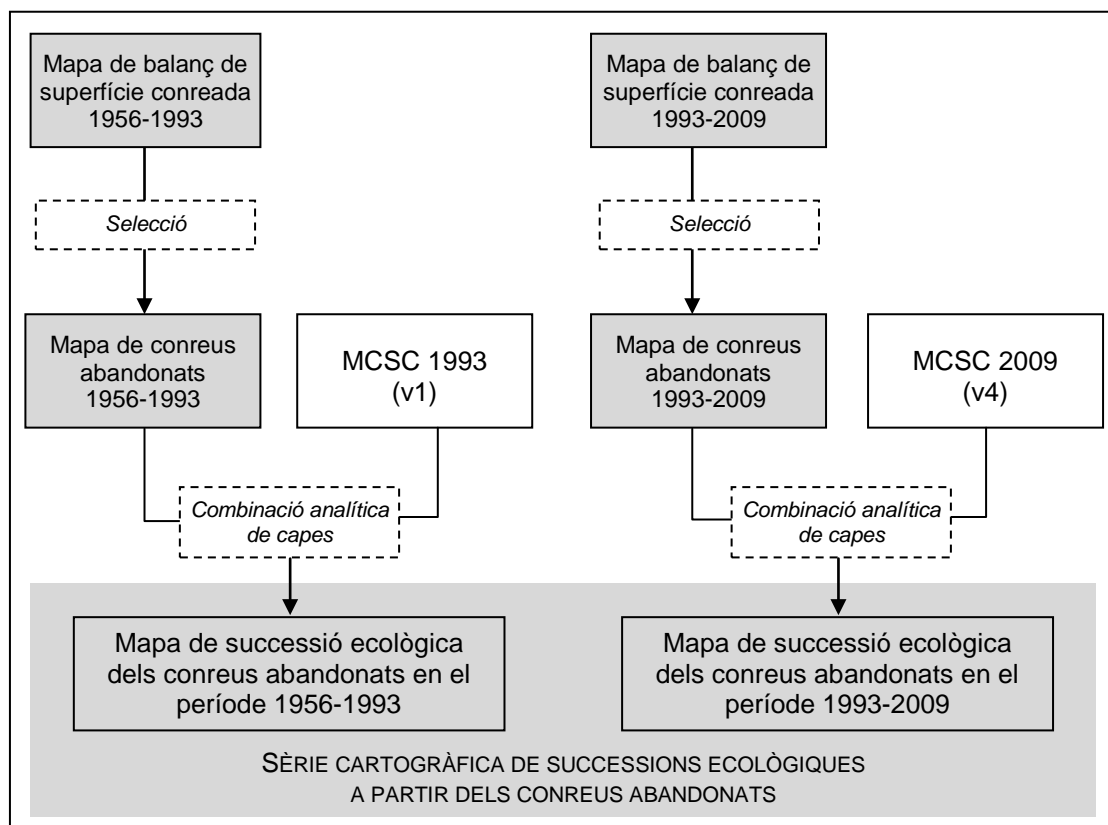 Mapa de balanç de
superfície conreada
1956-1993
Mapa de balanç de
superfície conreada
1993-2009
Selecció
Selecció
Mapa de conreus
abandonats
1956-1993
MCSC 1993
(v1)
Mapa de conreus
abandonats
1993-2009
MCSC 2009
(v4)
Combinació analítica
de capes
Combinació analítica
de capes
Mapa de successió ecològica
dels conreus abandonats en el
període 1956-1993
Mapa de successió ecològica
dels conreus abandonats en el
període 1993-2009
SÈRIE CARTOGRÀFICA DE SUCCESSIONS ECOLÒGIQUES
A PARTIR DELS CONREUS ABANDONATS